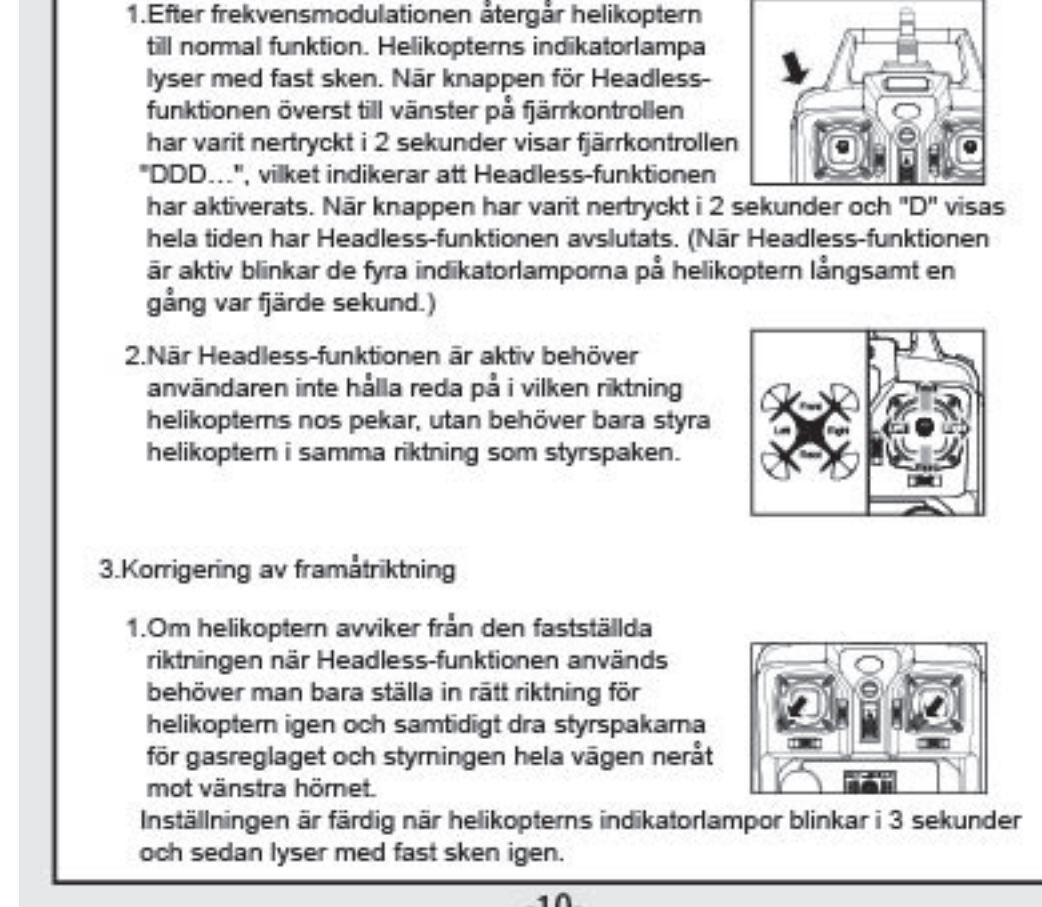 1.Efter frekvensmodulationen återgår helikoptern
till normal funktion. Helikopterns indikatorlampa
lyser med fast sken. När knappen för Headless-
funktionen överst till vänster på fjärrkontrollen
har varit nertryckt i 2 sekunder visar fjärrkontrollen
"DDD...", vilket indikerar att Headless-funktionen
har aktiverats. När knappen har varit nertryckt i 2 sekunder och "D" visas
hela tiden har Headless-funktionen avslutats. (När Headless-funktionen
är aktiv blinkar de fyra indikatorlamporna på helikoptern långsamt en
gång var fjärde sekund.)
2.När Headless-funktionen är aktiv behöver
användaren inte hålla reda på i vilken riktning
helikopterns nos pekar, utan behöver bara styra
helikoptern i samma riktning som styrspaken.
Front
Left Right
3.Korrigering av framåtriktning
1.Om helikoptern avviker från den fastställda
riktningen när Headless-funktionen används
behöver man bara ställa in rätt riktning för
helikoptern igen och samtidigt dra styrspakarna
för gasreglaget och styrningen hela vägen neråt
mot vänstra hörnet.
Inställningen är färdig när helikopterns indikatorlampor blinkar i 3 sekunder
och sedan lyser med fast sken igen.
-10-